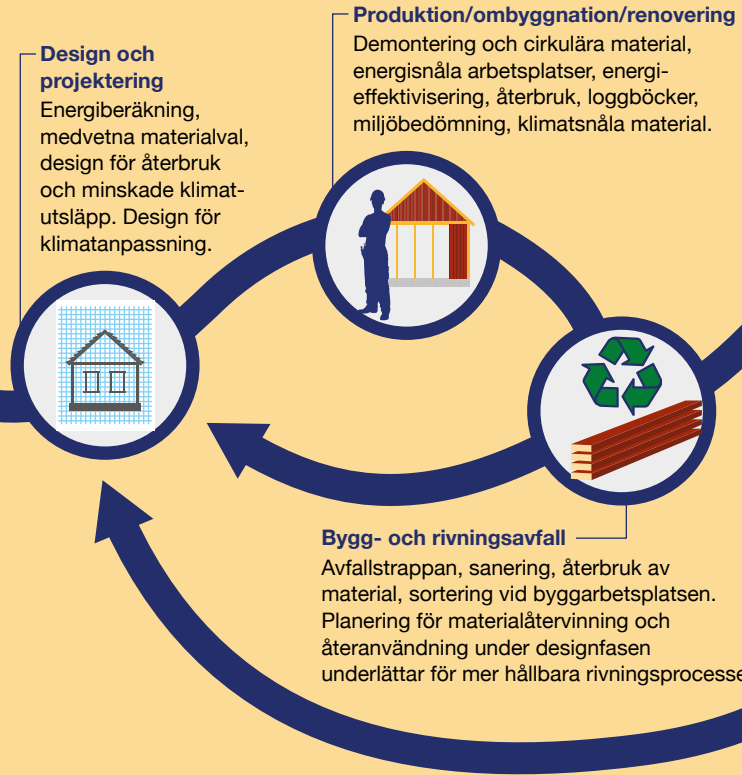 Design och
projektering
Energiberäkning,
medvetna materialval,
design för återbruk
och minskade klimat-
utsläpp. Design för
klimatanpassning.
Produktion/ombyggnation/renovering
Demontering och cirkulära material,
energisnåla arbetsplatser, energi-
effektivisering, återbruk, loggböcker,
miljöbedömning, klimatsnåla material.
Bygg- och rivningsavfall
Avfallstrappan, sanering, återbruk av
material, sortering vid byggarbetsplatsen.
Planering för materialåtervinning och
återanvändning under designfasen
underlättar för mer hållbara rivningsprocesse